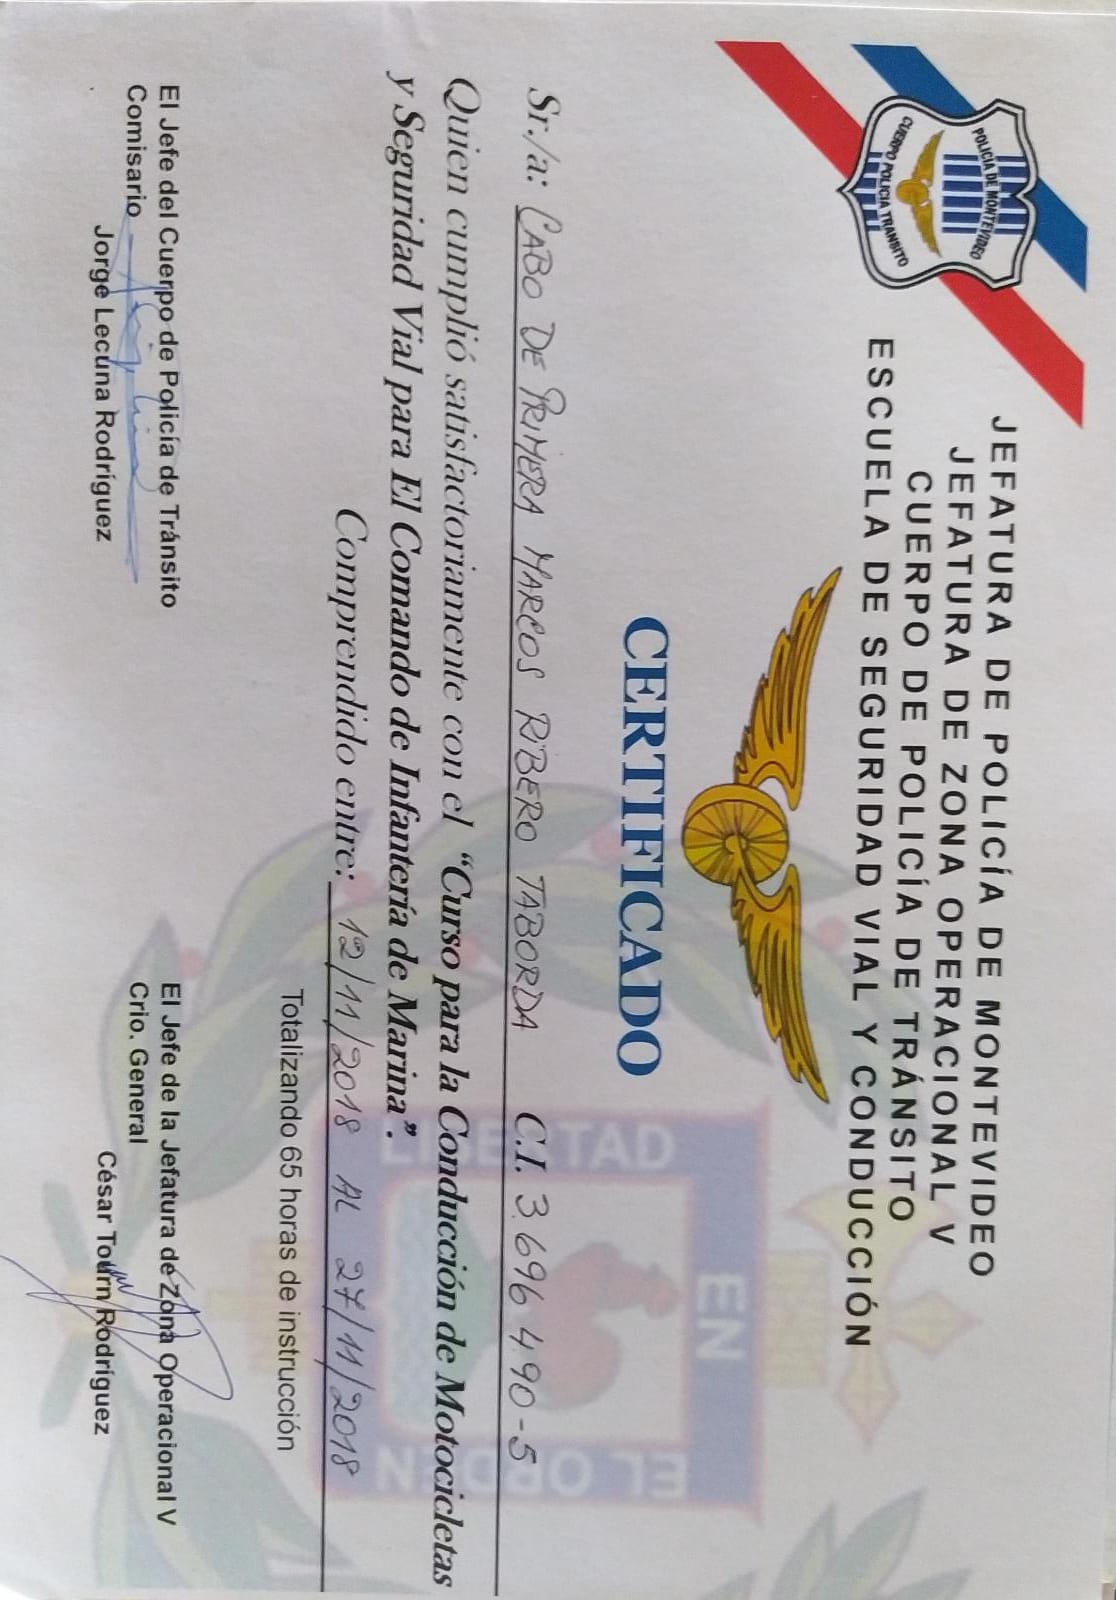 POLICIA DE MONTEVIDEO
CUERPO POLICIA TRANSITO
JEFATURA DE POLICÍA DE MONTEVIDEO
JEFATURA DE ZONA OPERACIONAL V
CUERPO DE POLICÍA DE TRÁNSITO
ESCUELA DE SEGURIDAD VIAL Y CONDUCCIÓN
CERTIFICADO
Sr./a: CABO DE PRIMERA MARCOS RIBERO TABORDA C.I. 3.696 490-5
Quien cumplió satisfactoriamente con el "Curso para la Conducción de Motocicletas
y Seguridad Vial para El Comando de Infantería de Marina".
Comprendido entre: 12/11/2018 AL 27/11/2018
Totalizando 65 horas de instrucción
El Jefe del Cuerpo de Policía de Tránsito
Comisario
Jorge Lecuna Rodríguez
El Jefe de la Jefatura de Zona Operacional V
Crio. General
César Tourn Rodríguez
LIBERTAD
EN
EL ORDEN